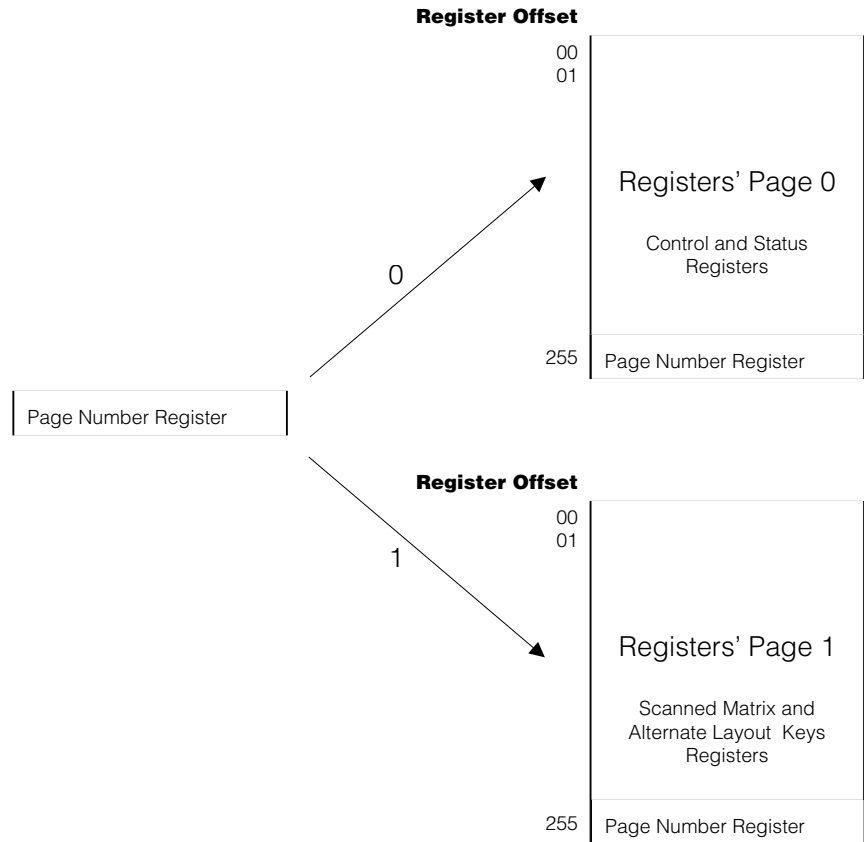 Register Offset
00
01
Registers’ Page 0
Control and Status
Registers
0
255
Page Number Register
Page Number Register
Register Offset
00
01
1
Registers’ Page 1
Scanned Matrix and
Alternate Layout Keys
Registers
255
Page Number Register